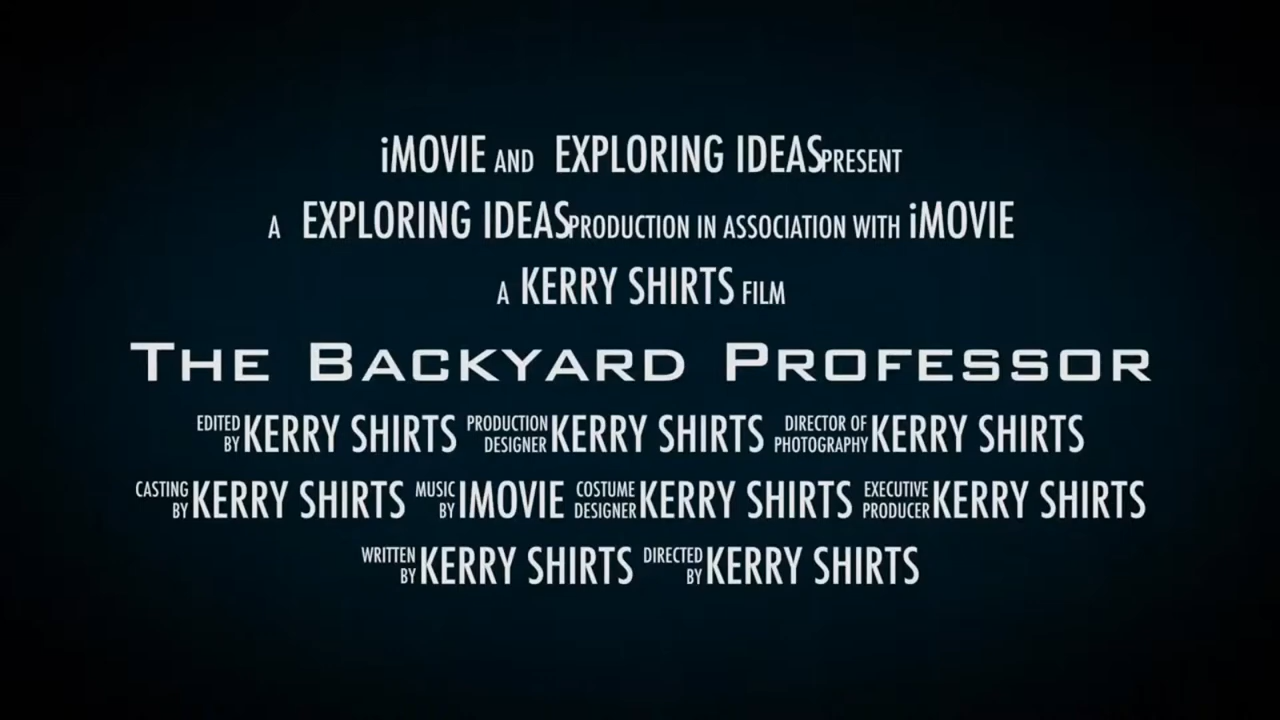 iMOVIE AND EXPLORING IDEAS PRESENT
A EXPLORING IDEAS PRODUCTION IN ASSOCIATION WITH iMOVIE
A KERRY SHIRTS FILM
THE BACKYARD PROFESSOR
EDITED BY KERRY SHIRTS PRODUCTION DESIGNER KERRY SHIRTS DIRECTOR OF PHOTOGRAPHY KERRY SHIRTS
CASTING BY KERRY SHIRTS MUSIC BY IMOVIE COSTUME DESIGNER KERRY SHIRTS EXECUTIVE PRODUCER KERRY SHIRTS
WRITTEN BY KERRY SHIRTS DIRECTED BY KERRY SHIRTS